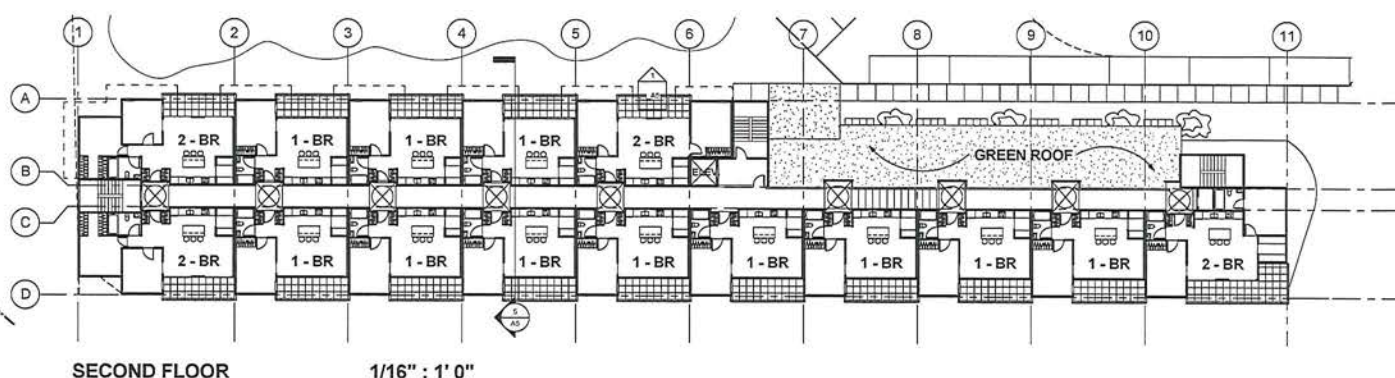 1 2 3 4 5 6 7 8 9 10 11
A
1
A5
2 - BR 1 - BR 1 - BR 1 - BR 2 - BR
GREEN ROOF
B
ELEV
C
2 - BR 1 - BR 1 - BR 1 - BR 1 - BR 1 - BR 1 - BR 1 - BR 1 - BR 2 - BR
D
S
A5
SECOND FLOOR 1/16" : 1' 0"